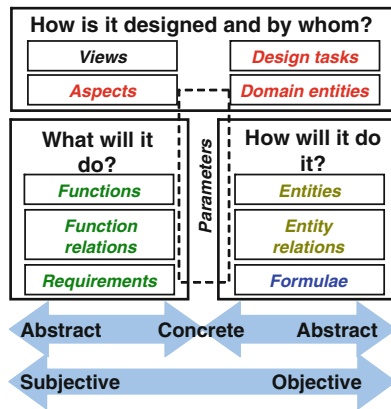 How is it designed and by whom?
Views
Design tasks
Aspects
Domain entities
What will it
do?
Functions
Function
relations
Requirements
Parameters
How will it do
it?
Entities
Entity
relations
Formulae
Abstract
Concrete
Abstract
Subjective
Objective